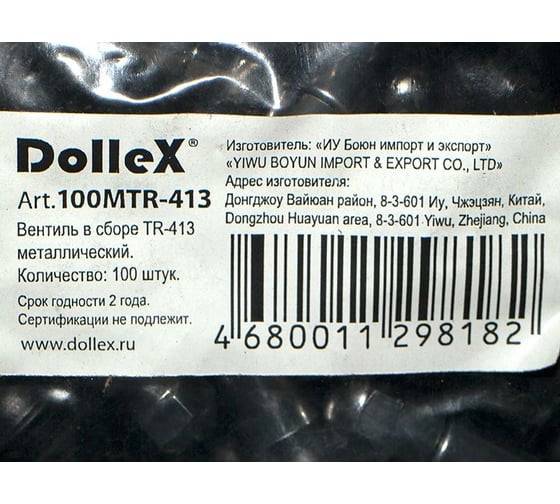 DolleX®
Art.100MTR-413
Вентиль в сборе TR-413
металлический.
Количество: 100 штук.
Срок годности 2 года.
Сертификации не подлежит.
www.dollex.ru
Изготовитель: «ИУ Боюн импорт и экспорт»
«YIWU BOYUN IMPORT & EXPORT CO., LTD»
Адрес изготовителя:
Донгджоу Вайюан район, 8-3-601 Иу, Чжэцзян, Китай,
Dongzhou Huayuan area, 8-3-601 Yiwu, Zhejiang, China
4 680011 298182